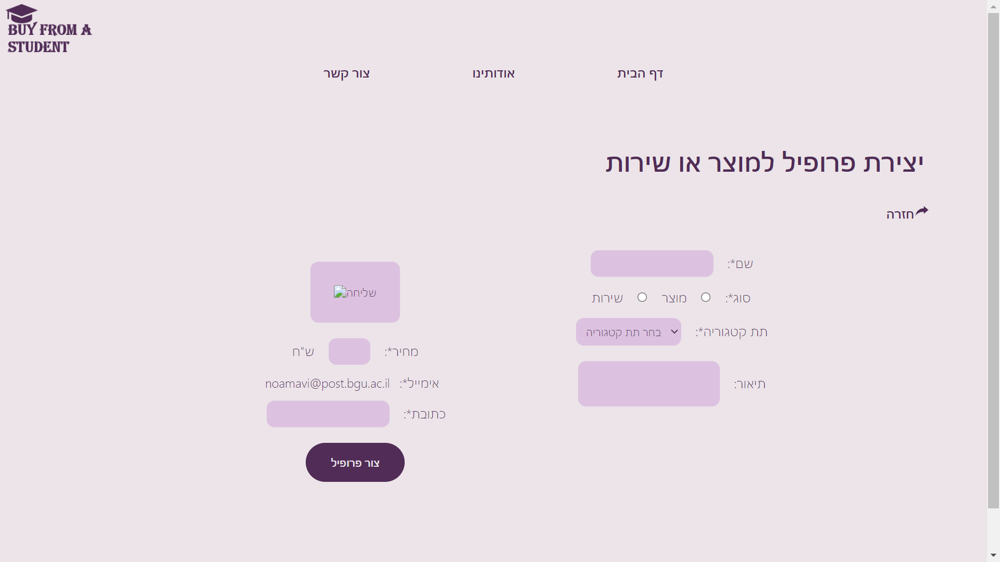 BUY FROM A
STUDENT
דף הבית
אודותינו
צור קשר
יצירת פרופיל למוצר או שירות
חזרה
שם*:
סוג*: מוצר שירות
תת קטגוריה*: בחר תת קטגוריה
תיאור:
שליחה
מחיר*: ש"ח
אימייל*: noamavi@post.bgu.ac.il
כתובת*:
צור פרופיל